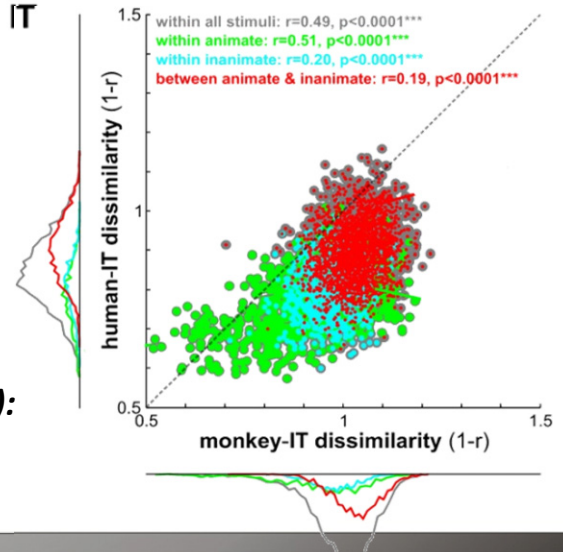 IT
1.5
within all stimuli: r=0.49, p<0.0001***
within animate: r=0.51, p<0.0001***
within inanimate: r=0.20, p<0.0001***
between animate & inanimate: r=0.19, p<0.0001***
human-IT dissimilarity (1-r)
1
):
0.5
0.5
1
1.5
monkey-IT dissimilarity (1-r)